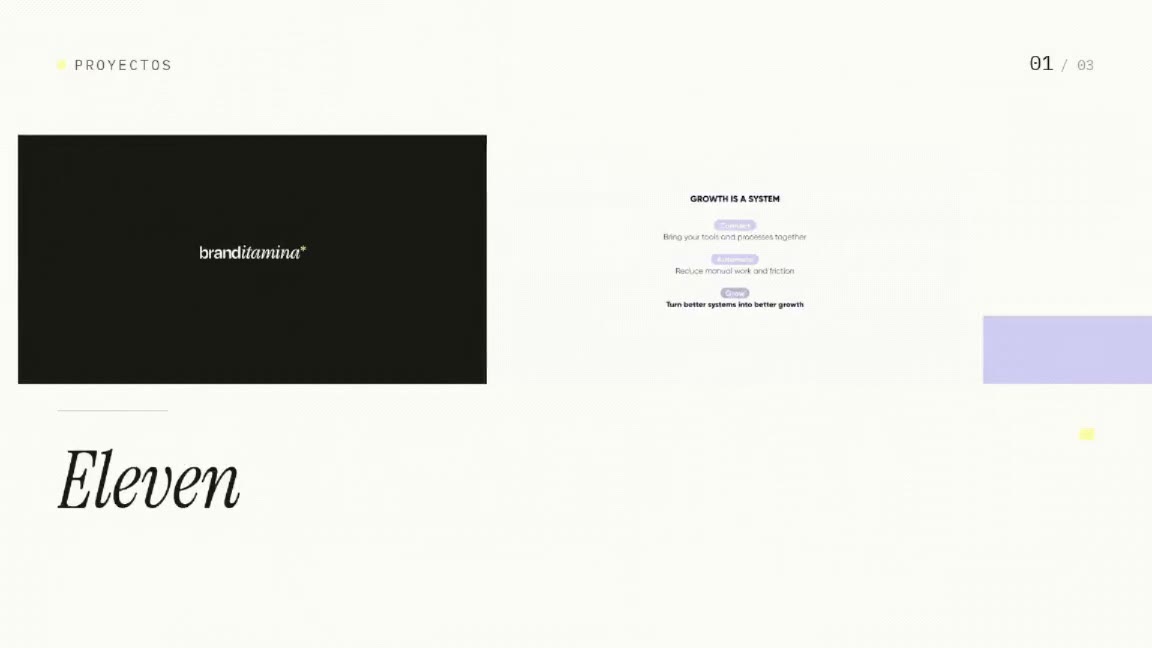 PROYECTOS
01 / 03
branditamina*
GROWTH IS A SYSTEM
Connect
Bring your tools and processes together
Automate
Reduce manual work and friction
Grow
Turn better systems into better growth
Eleven